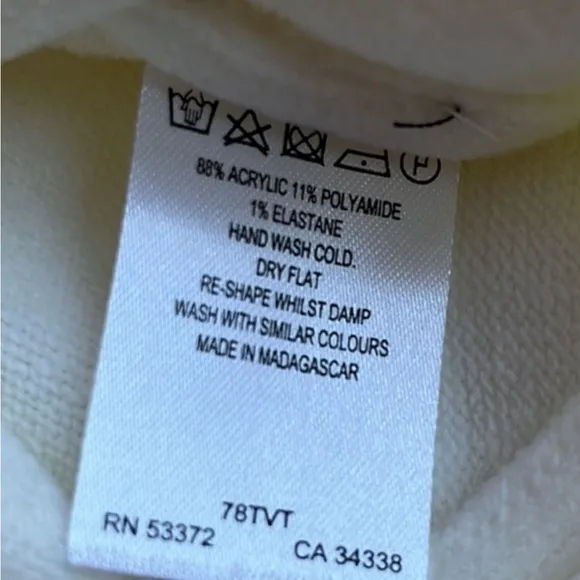 88% ACRYLIC 11% POLYAMIDE
1% ELASTANE
HAND WASH COLD.
DRY FLAT
RE-SHAPE WHILST DAMP
WASH WITH SIMILAR COLOURS
MADE IN MADAGASCAR
78TVT
RN 53372
CA 34338